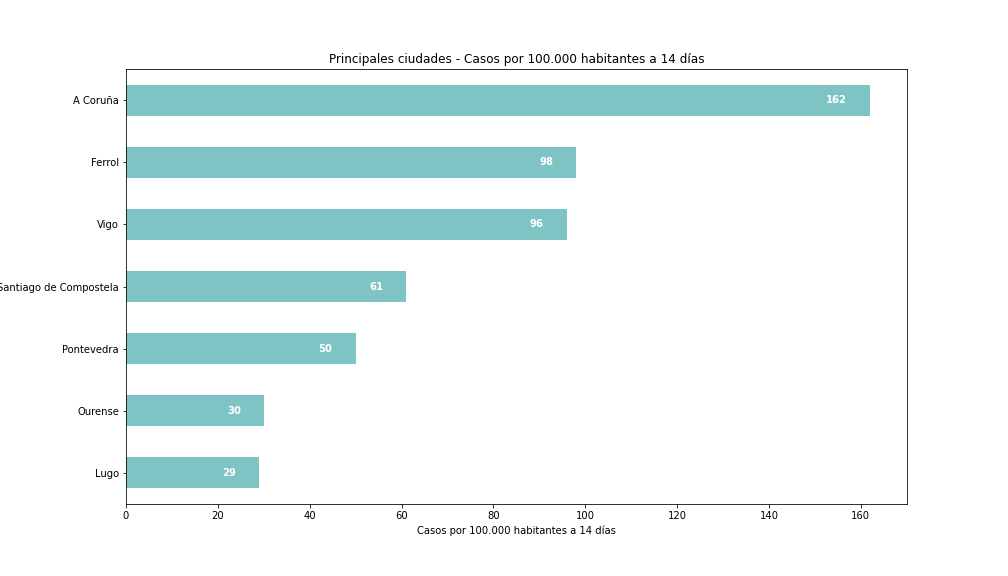 Principales ciudades - Casos por 100.000 habitantes a 14 días
A Coruña 162
Ferrol 98
Vigo 96
Santiago de Compostela 61
Pontevedra 50
Ourense 30
Lugo 29
0 20 40 60 80 100 120 140 160
Casos por 100.000 habitantes a 14 días